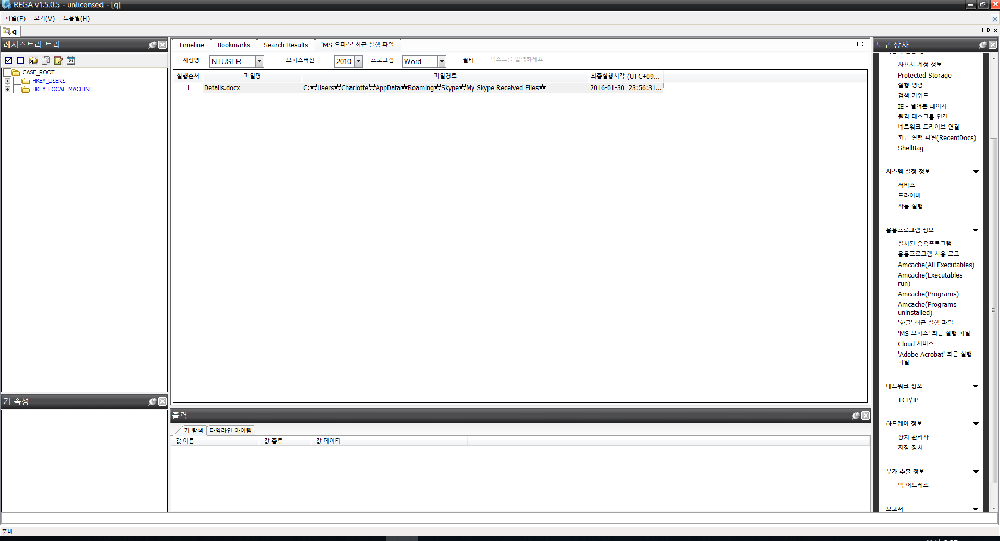 REGA v1.5.0.5 - unlicensed - [q]
파일(F) 보기(V) 도움말(H)
q
레지스트리 트리
21
CASE_ROOT
HKEY_USERS
HKEY_LOCAL_MACHINE
키 속성
Timeline Bookmarks Search Results 'MS 오피스' 최근 실행 파일
계정명 NTUSER 오피스버전 2010 프로그램 Word 필터 텍스트를 입력하세요
실행순서 파일명 파일경로 최종실행시각 (UTC+09...
1 Details.docx C:₩Users₩Charlotte₩AppData₩Roaming₩Skype₩My Skype Received Files₩ 2016-01-30 23:56:31...
출력
키 탐색 타임라인 아이템
값 이름 값 종류 값 데이터
도구 상자
사용자 계정 정보
Protected Storage
실행 명령
검색 키워드
IE - 열어본 페이지
원격 데스크톱 연결
네트워크 드라이브 연결
최근 실행 파일(RecentDocs)
ShellBag
시스템 설정 정보
서비스
드라이버
자동 실행
응용프로그램 정보
설치된 응용프로그램
응용프로그램 사용 로그
Amcache(All Executables)
Amcache(Executables
run)
Amcache(Programs)
Amcache(Programs
uninstalled)
'한글' 최근 실행 파일
'MS 오피스' 최근 실행 파일
Cloud 서비스
'Adobe Acrobat' 최근 실행
파일
네트워크 정보
TCP/IP
하드웨어 정보
장치 관리자
저장 장치
부가 추출 정보
맥 어드레스
보고서
준비